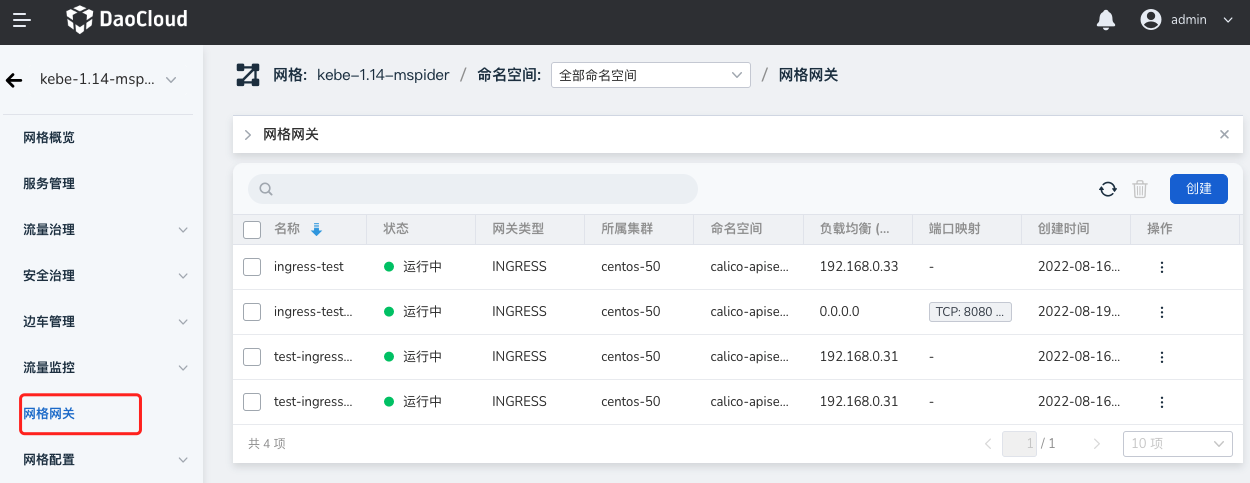 DaoCloud
admin
kebe-1.14-msp...
网格: kebe-1.14-mspider / 命名空间: 全部命名空间 / 网格网关
网格概览
服务管理
流量治理
安全治理
边车管理
流量监控
网格网关
网格配置
网格网关
创建
名称 状态 网关类型 所属集群 命名空间 负载均衡 (... 端口映射 创建时间 操作
ingress-test 运行中 INGRESS centos-50 calico-apise... 192.168.0.33 - 2022-08-16...
ingress-test... 运行中 INGRESS centos-50 calico-apise... 0.0.0.0 TCP: 8080 ... 2022-08-19...
test-ingress... 运行中 INGRESS centos-50 calico-apise... 192.168.0.31 - 2022-08-16...
test-ingress... 运行中 INGRESS centos-50 calico-apise... 192.168.0.31 - 2022-08-16...
共 4 项 1 / 1 10 项